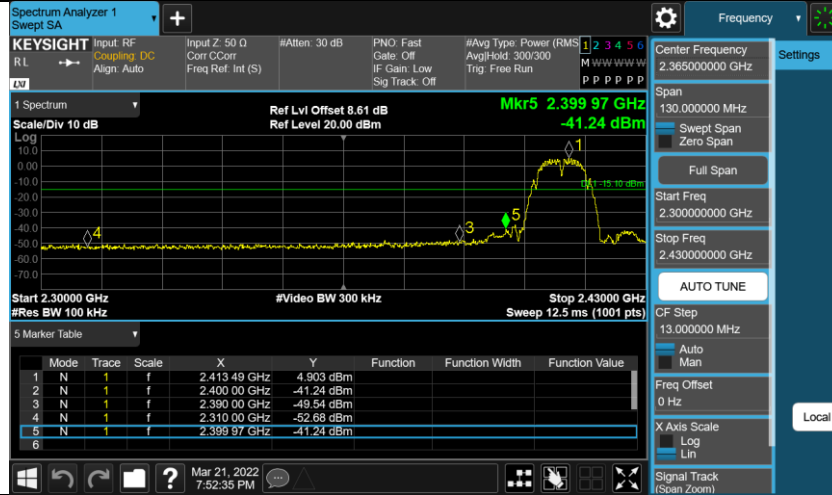 Spectrum Analyzer 1
Swept SA
Frequency
KEYSIGHT
RL
LXI
Input: RF
Coupling: DC
Align: Auto
Input Z: 50 Ω
Corr CCorr
Freq Ref: Int (S)
#Atten: 30 dB
PNO: Fast
Gate: Off
IF Gain: Low
Sig Track: Off
#Avg Type: Power (RMS
Avg|Hold: 300/300
Trig: Free Run
1 2 3 4 5 6
M W W W W W
P P P P P P
1 Spectrum
Scale/Div 10 dB
Ref Lvl Offset 8.61 dB
Ref Level 20.00 dBm
Mkr5 2.399 97 GHz
-41.24 dBm
Log
10.0
0.00
-10.0
-20.0
-30.0
-40.0
-50.0
-60.0
-70.0
1
DL1 -15.10 dBm
5
3
4
Start 2.30000 GHz
#Video BW 300 kHz
Stop 2.43000 GHz
#Res BW 100 kHz
Sweep 12.5 ms (1001 pts)
5 Marker Table
Mode Trace Scale X Y Function Function Width Function Value
1 N 1 f 2.413 49 GHz 4.903 dBm
2 N 1 f 2.400 00 GHz -41.24 dBm
3 N 1 f 2.390 00 GHz -49.54 dBm
4 N 1 f 2.310 00 GHz -52.68 dBm
5 N 1 f 2.399 97 GHz -41.24 dBm
6
Mar 21, 2022
7:52:35 PM
Center Frequency
2.365000000 GHz
Span
130.000000 MHz
Swept Span
Zero Span
Full Span
Start Freq
2.300000000 GHz
Stop Freq
2.430000000 GHz
AUTO TUNE
CF Step
13.000000 MHz
Auto
Man
Freq Offset
0 Hz
X Axis Scale
Log
Lin
Signal Track
(Span Zoom)
Settings
Local